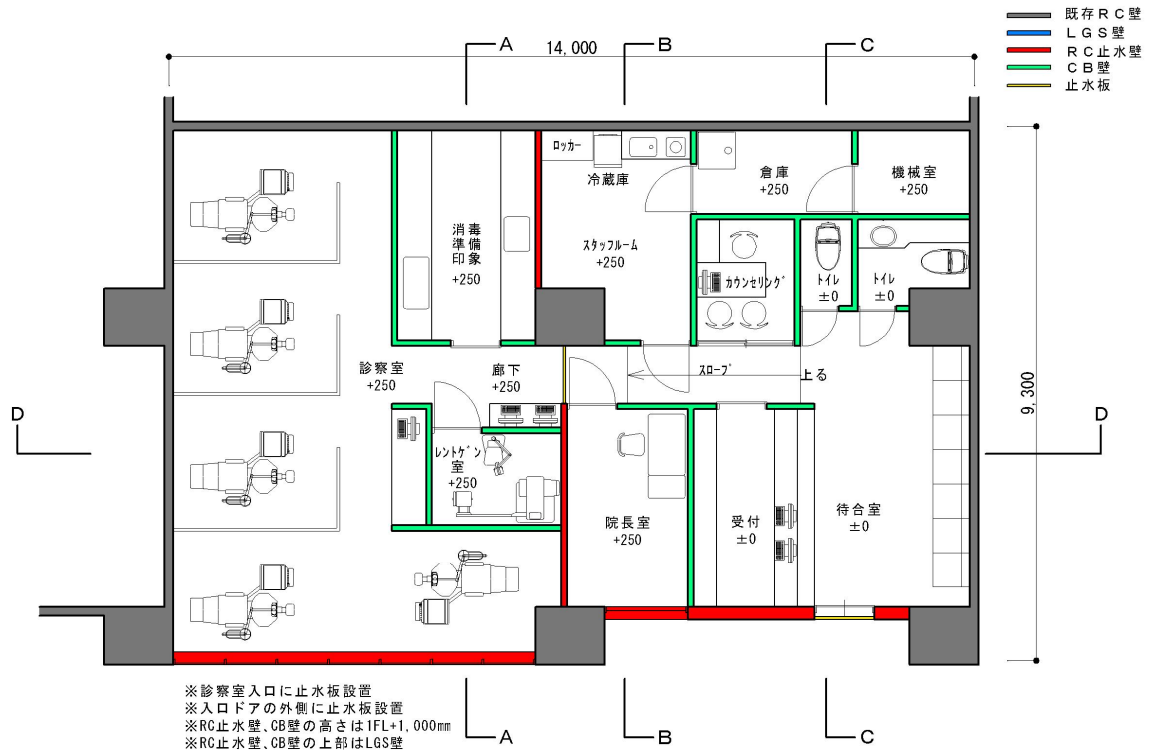 既存ＲＣ壁
ＬＧＳ壁
ＲＣ止水壁
ＣＢ壁
止水板
A
14,000
B
C
ロッカー
冷蔵庫
倉庫
+250
機械室
+250
消毒
準備
印象
+250
スタッフルーム
+250
カウンセリング
トイレ
±0
トイレ
±0
診察室
+250
廊下
+250
スロープ
上る
9,300
D
D
レントゲン
室
+250
院長室
+250
受付
±0
待合室
±0
※診察室入口に止水板設置
※入口ドアの外側に止水板設置
※RC止水壁、CB壁の高さは1FL+1,000mm
※RC止水壁、CB壁の上部はLGS壁
A
B
C